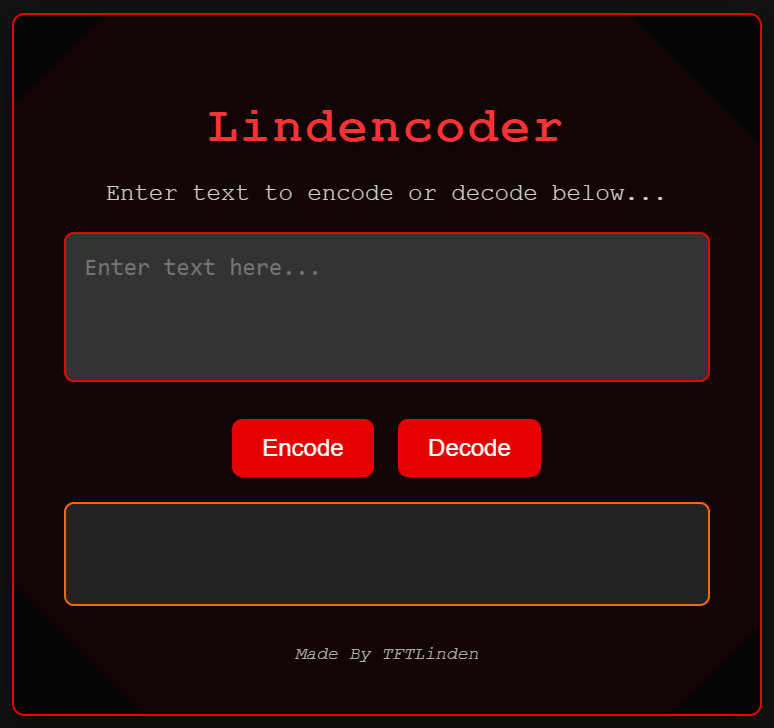 Lindencoder
Enter text to encode or decode below...
Enter text here...
Encode
Decode
Made By TFTLinden